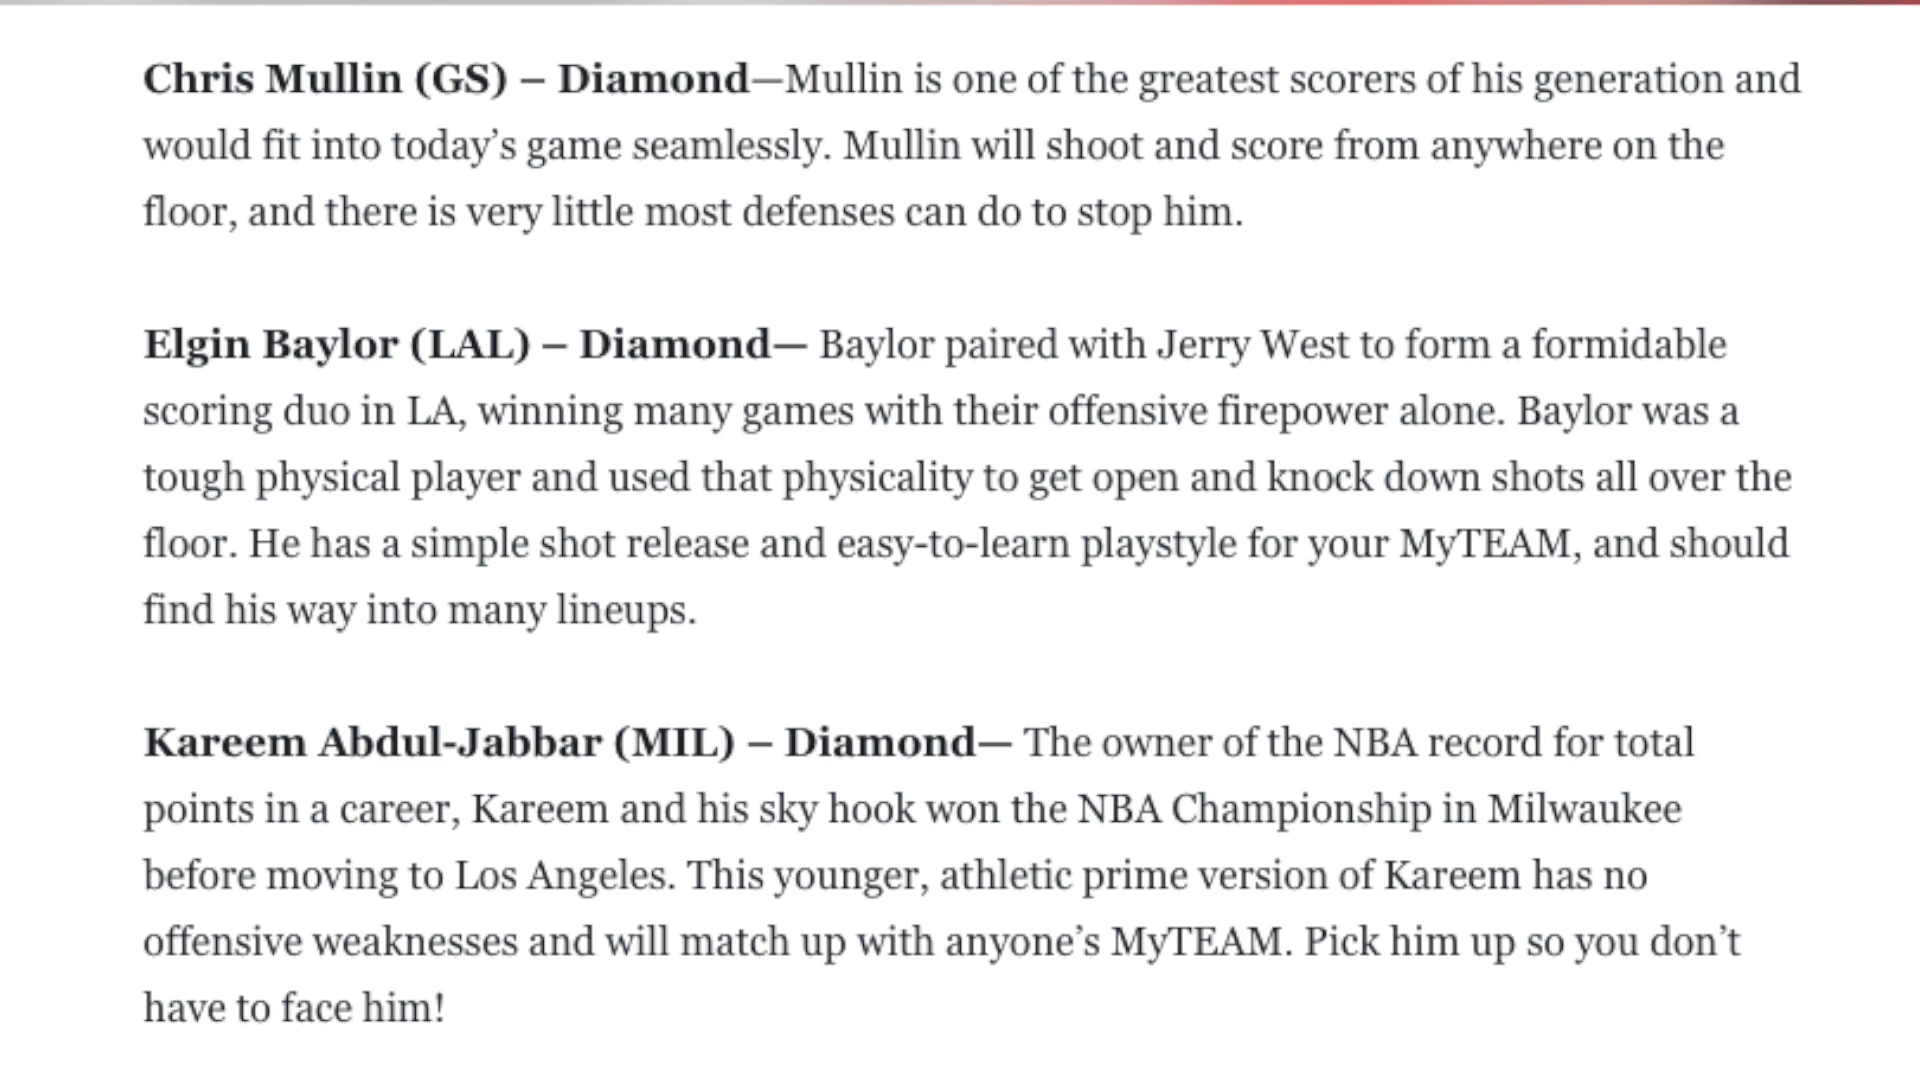 Chris Mullin (GS) – Diamond—Mullin is one of the greatest scorers of his generation and
would fit into today’s game seamlessly. Mullin will shoot and score from anywhere on the
floor, and there is very little most defenses can do to stop him.
Elgin Baylor (LAL) – Diamond— Baylor paired with Jerry West to form a formidable
scoring duo in LA, winning many games with their offensive firepower alone. Baylor was a
tough physical player and used that physicality to get open and knock down shots all over the
floor. He has a simple shot release and easy-to-learn playstyle for your MyTEAM, and should
find his way into many lineups.
Kareem Abdul-Jabbar (MIL) – Diamond— The owner of the NBA record for total
points in a career, Kareem and his sky hook won the NBA Championship in Milwaukee
before moving to Los Angeles. This younger, athletic prime version of Kareem has no
offensive weaknesses and will match up with anyone’s MyTEAM. Pick him up so you don’t
have to face him!